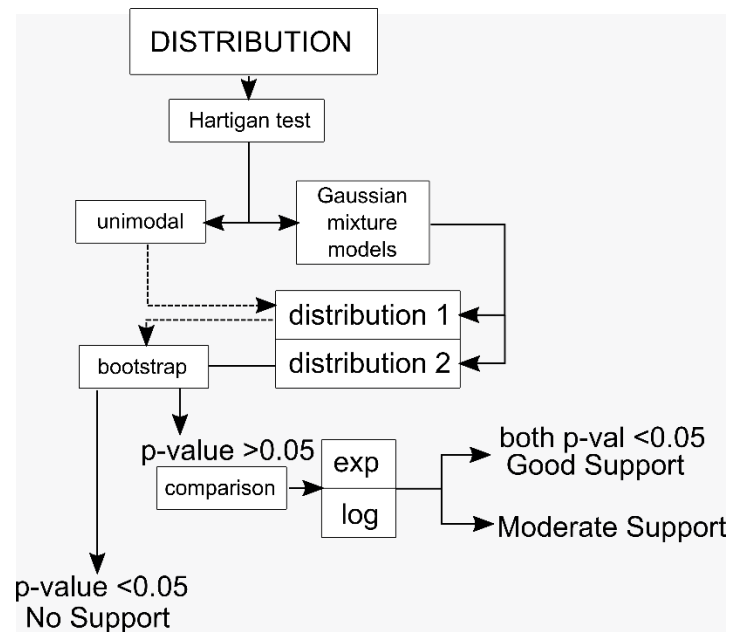 DISTRIBUTION
Hartigan test
unimodal
Gaussian
mixture
models
distribution 1
distribution 2
bootstrap
p-value >0.05
comparison
exp
log
both p-val <0.05
Good Support
Moderate Support
p-value <0.05
No Support